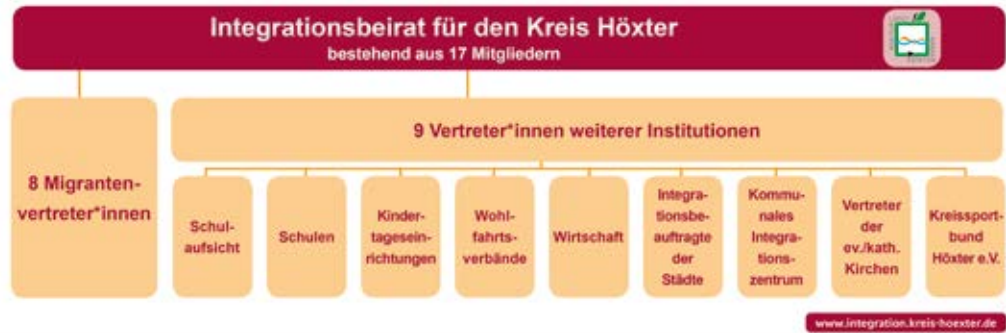 Integrationsbeirat für den Kreis Höxter
bestehend aus 17 Mitgliedern
8 Migranten-
vertreter*innen
9 Vertreter*innen weiterer Institutionen
Schul-
aufsicht
Schulen
Kinder-
tagesein-
richtungen
Wohl-
fahrts-
verbände
Wirtschaft
Integra-
tionsbe-
auftragte
der
Städte
Kommu-
nales
Integra-
tions-
zentrum
Vertreter
der
ev./kath.
Kirchen
Kreissport-
bund
Höxter e.V.
www.integration.kreis-hoexter.de